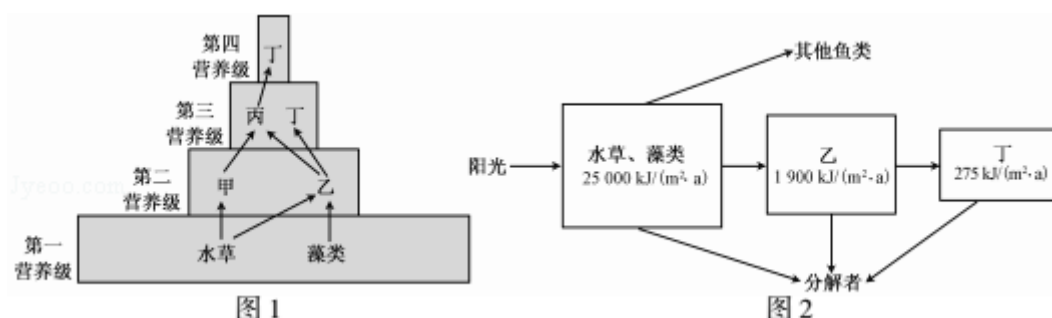 第四
营养级
丁
第三
营养级
丙 丁
第二
营养级
甲 乙
第一
营养级
水草 藻类
图 1
Jyeoo.com
其他鱼类
阳光
水草、藻类
25 000 kJ/(m²·a)
乙
1 900 kJ/(m²·a)
丁
275 kJ/(m²·a)
分解者
图 2